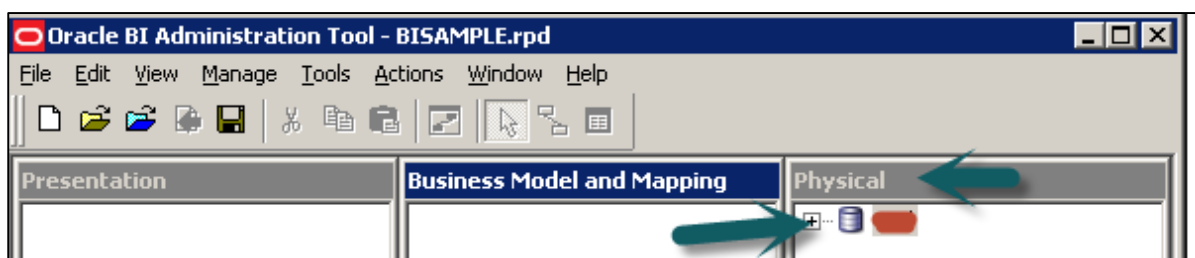 Oracle BI Administration Tool - BISAMPLE.rpd
File Edit View Manage Tools Actions Window Help
Presentation
Business Model and Mapping
Physical